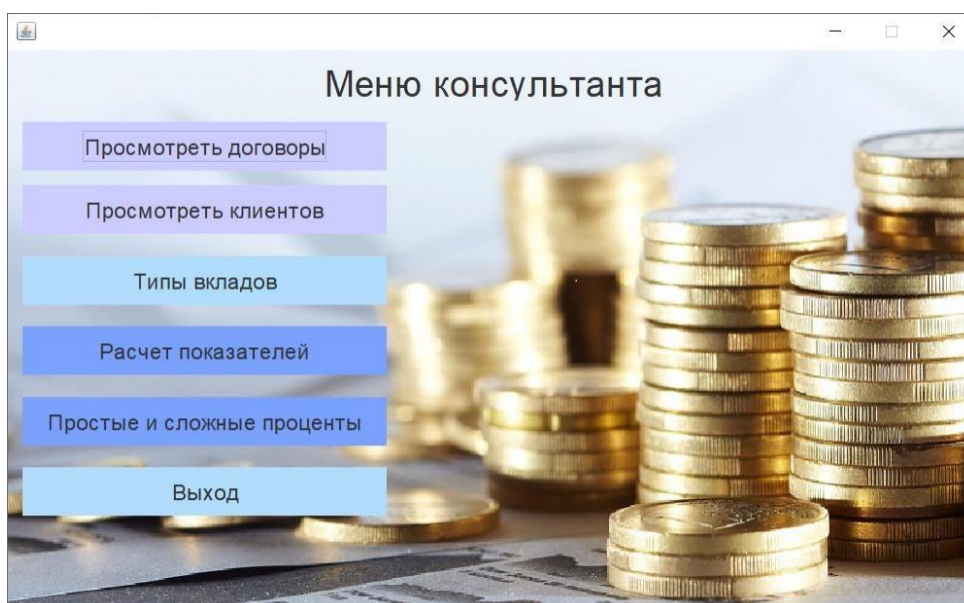 Меню консультанта
Просмотреть договоры
Просмотреть клиентов
Типы вкладов
Расчет показателей
Простые и сложные проценты
Выход